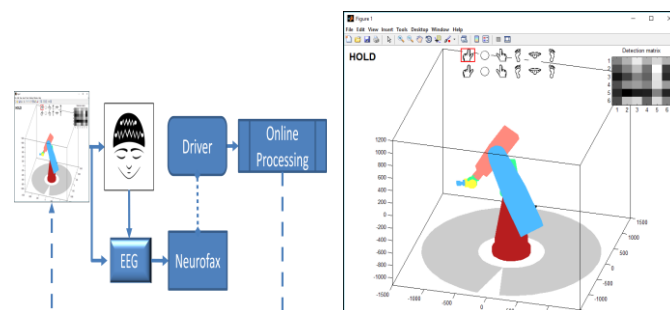 Driver
Online
Processing
EEG
Neurofax
Figure 1
File Edit View Insert Tools Desktop Window Help
HOLD
Detection matrix
1
2
3
4
5
6
1 2 3 4 5 6
1200
1000
800
600
400
200
0
-200
-400
-600
-800
-1000
-1500
-1000
-500
0
500
1500
1000
500
0
-500
-1000